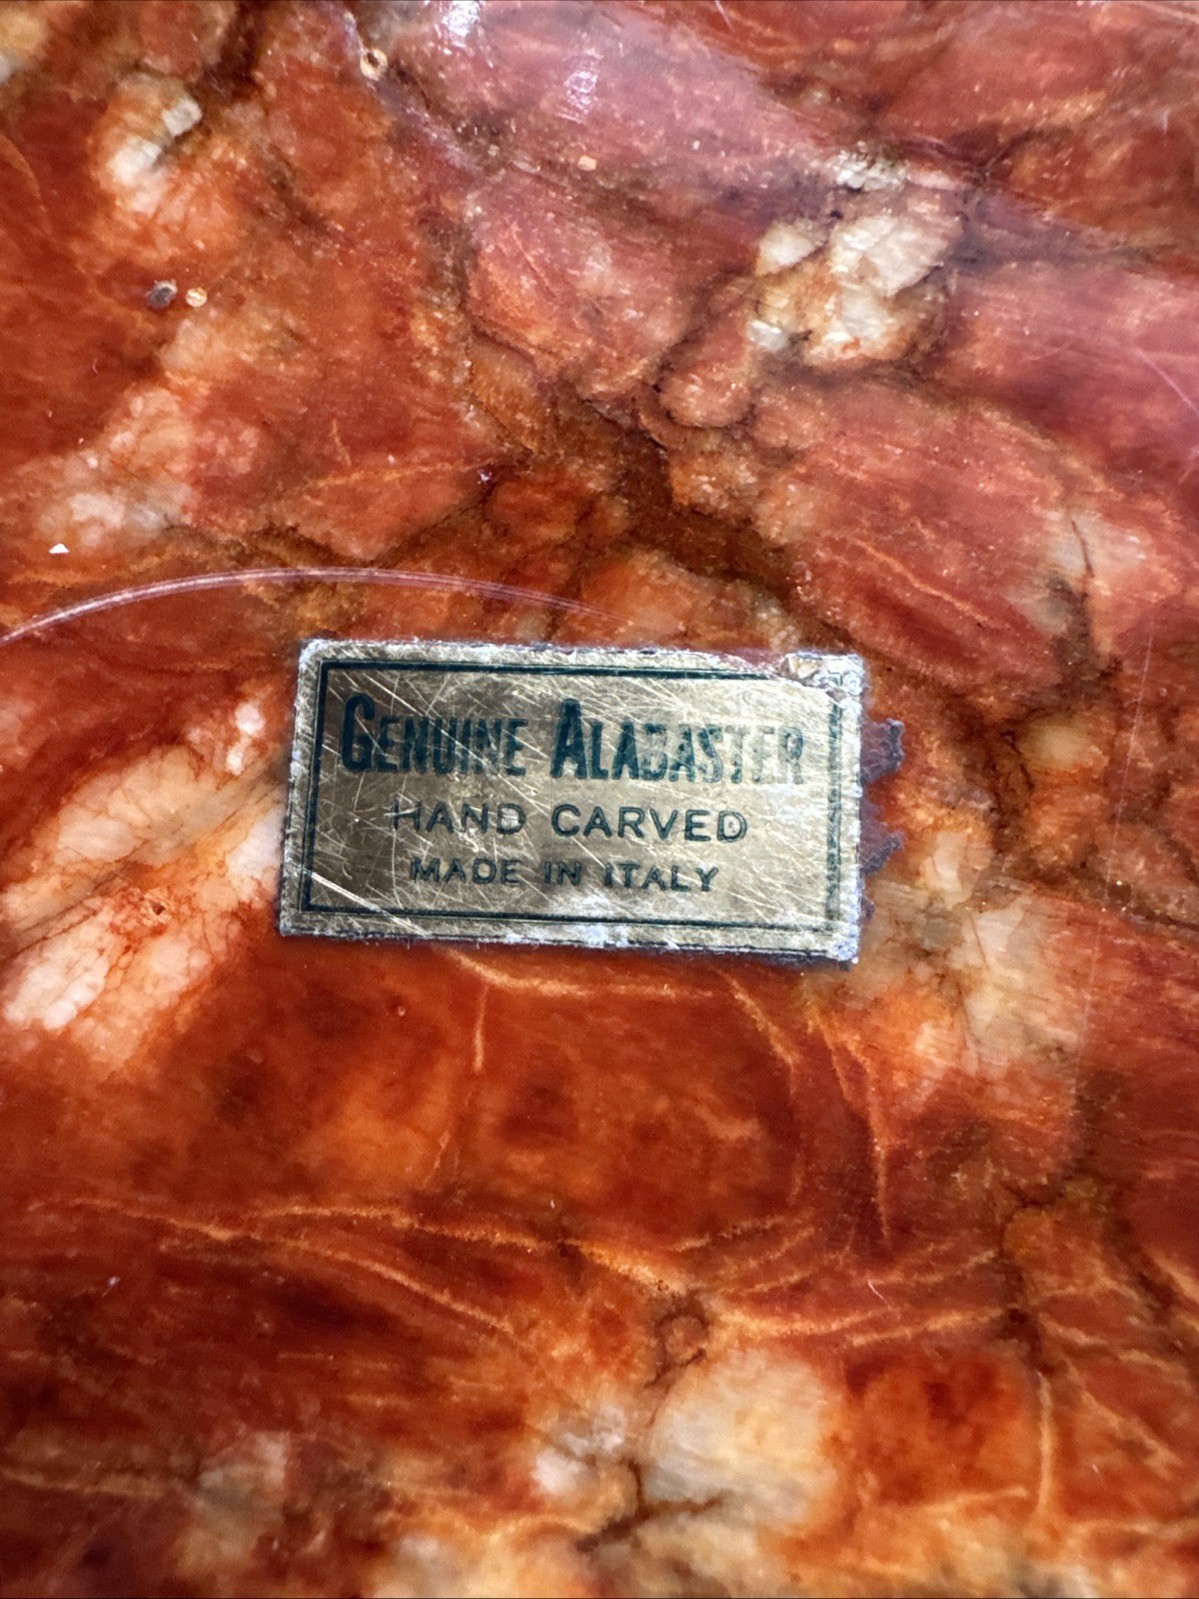 GENUINE ALABASTER
HAND CARVED
MADE IN ITALY